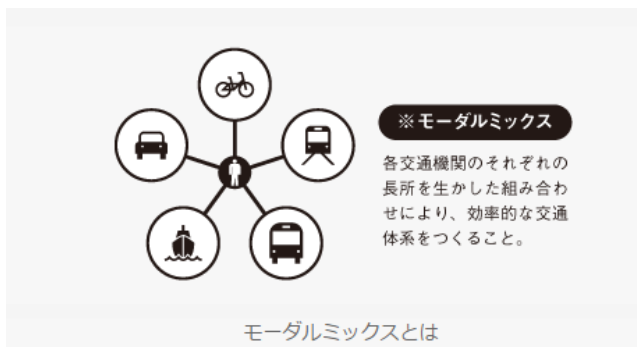 ※モーダルミックス
各交通機関のそれぞれの
長所を生かした組み合わ
せにより、効率的な交通
体系をつくること。
モーダルミックスとは